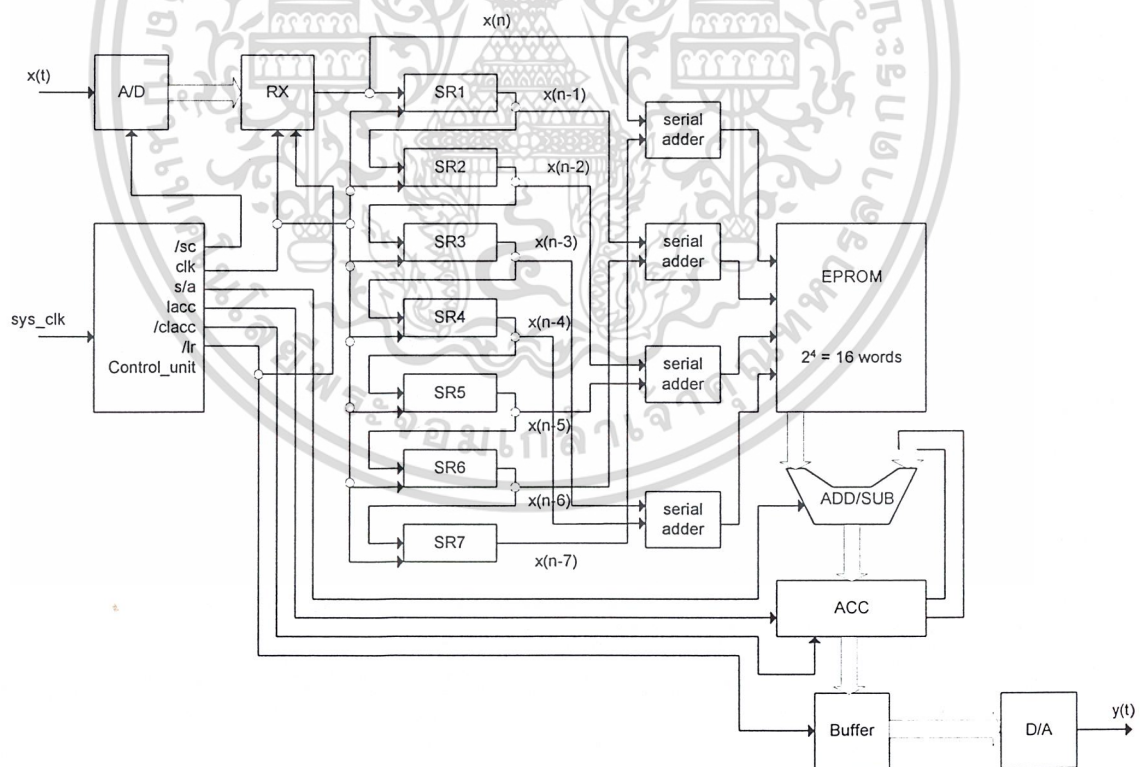 x(n)
x(t)
A/D
RX
SR1
x(n-1)
serial
adder
SR2
x(n-2)
/sc
clk
s/a
lacc
/clacc
/lr
sys_clk
Control_unit
SR3
x(n-3)
serial
adder
EPROM
SR4
x(n-4)
2⁴ = 16 words
serial
adder
SR5
x(n-5)
SR6
x(n-6)
ADD/SUB
serial
adder
SR7
x(n-7)
ACC
Buffer
D/A
y(t)